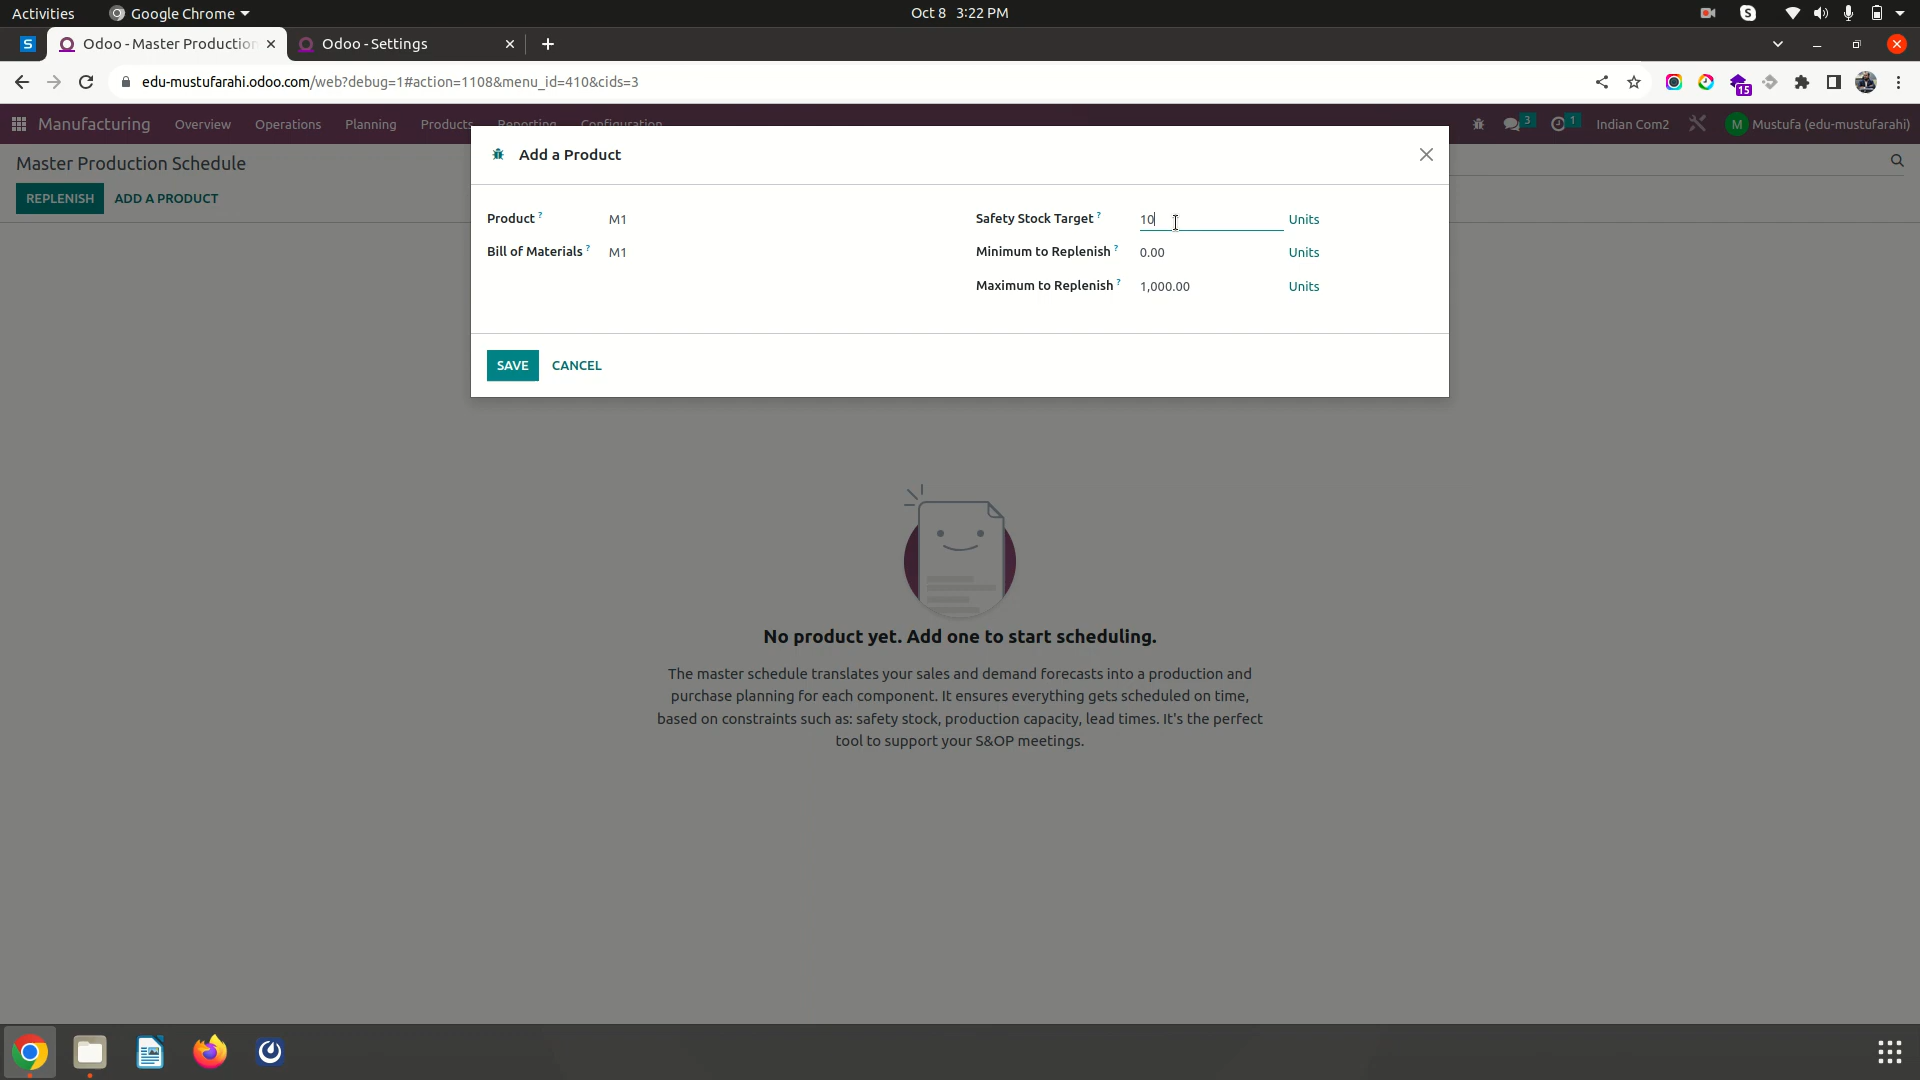 Activities
Google Chrome
Oct 8 3:22 PM
S
S
Odoo - Master Production
Odoo - Settings
edu-mustufarahi.odoo.com/web?debug=1#action=1108&menu_id=410&cids=3
15
Manufacturing
Overview
Operations
Planning
Products
Reporting
Configuration
3
1
Indian Com2
M
Mustufa (edu-mustufarahi)
Master Production Schedule
REPLENISH
ADD A PRODUCT
Add a Product
Product ?
M1
Safety Stock Target ?
10
Units
Bill of Materials ?
M1
Minimum to Replenish ?
0.00
Units
Maximum to Replenish ?
1,000.00
Units
SAVE
CANCEL
No product yet. Add one to start scheduling.
The master schedule translates your sales and demand forecasts into a production and
purchase planning for each component. It ensures everything gets scheduled on time,
based on constraints such as: safety stock, production capacity, lead times. It's the perfect
tool to support your S&OP meetings.